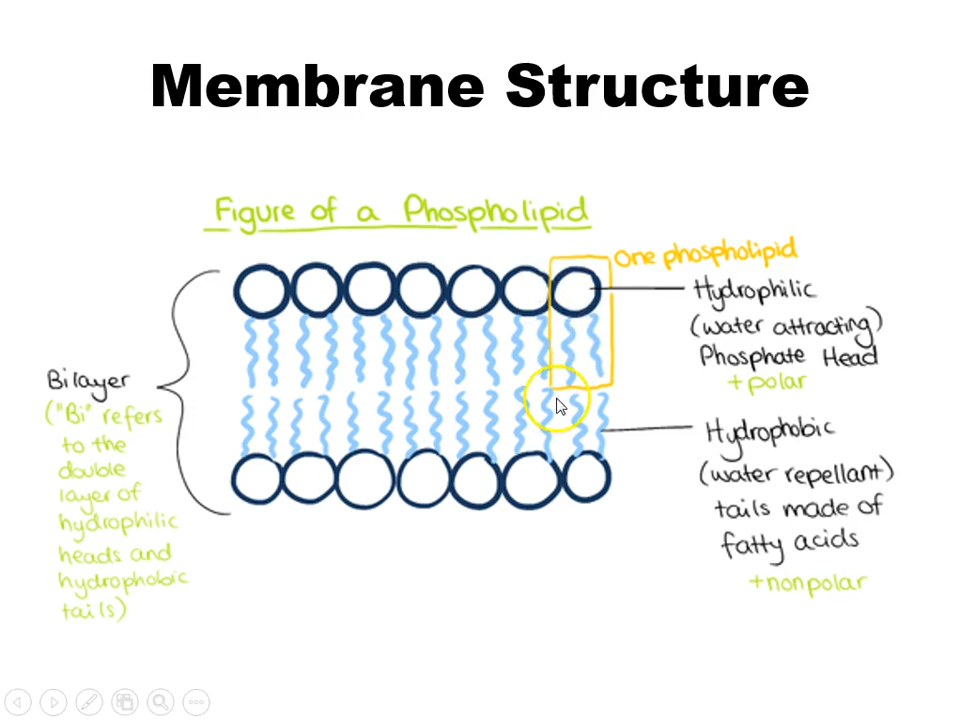 Membrane Structure
Figure of a Phospholipid
One phospholipid
Hydrophilic
(water attracting)
Phosphate Head
+polar
Bilayer
("Bi" refers
to the
double
layer of
hydrophilic
heads and
hydrophobic
tails)
Hydrophobic
(water repellant)
tails made of
fatty acids
+nonpolar